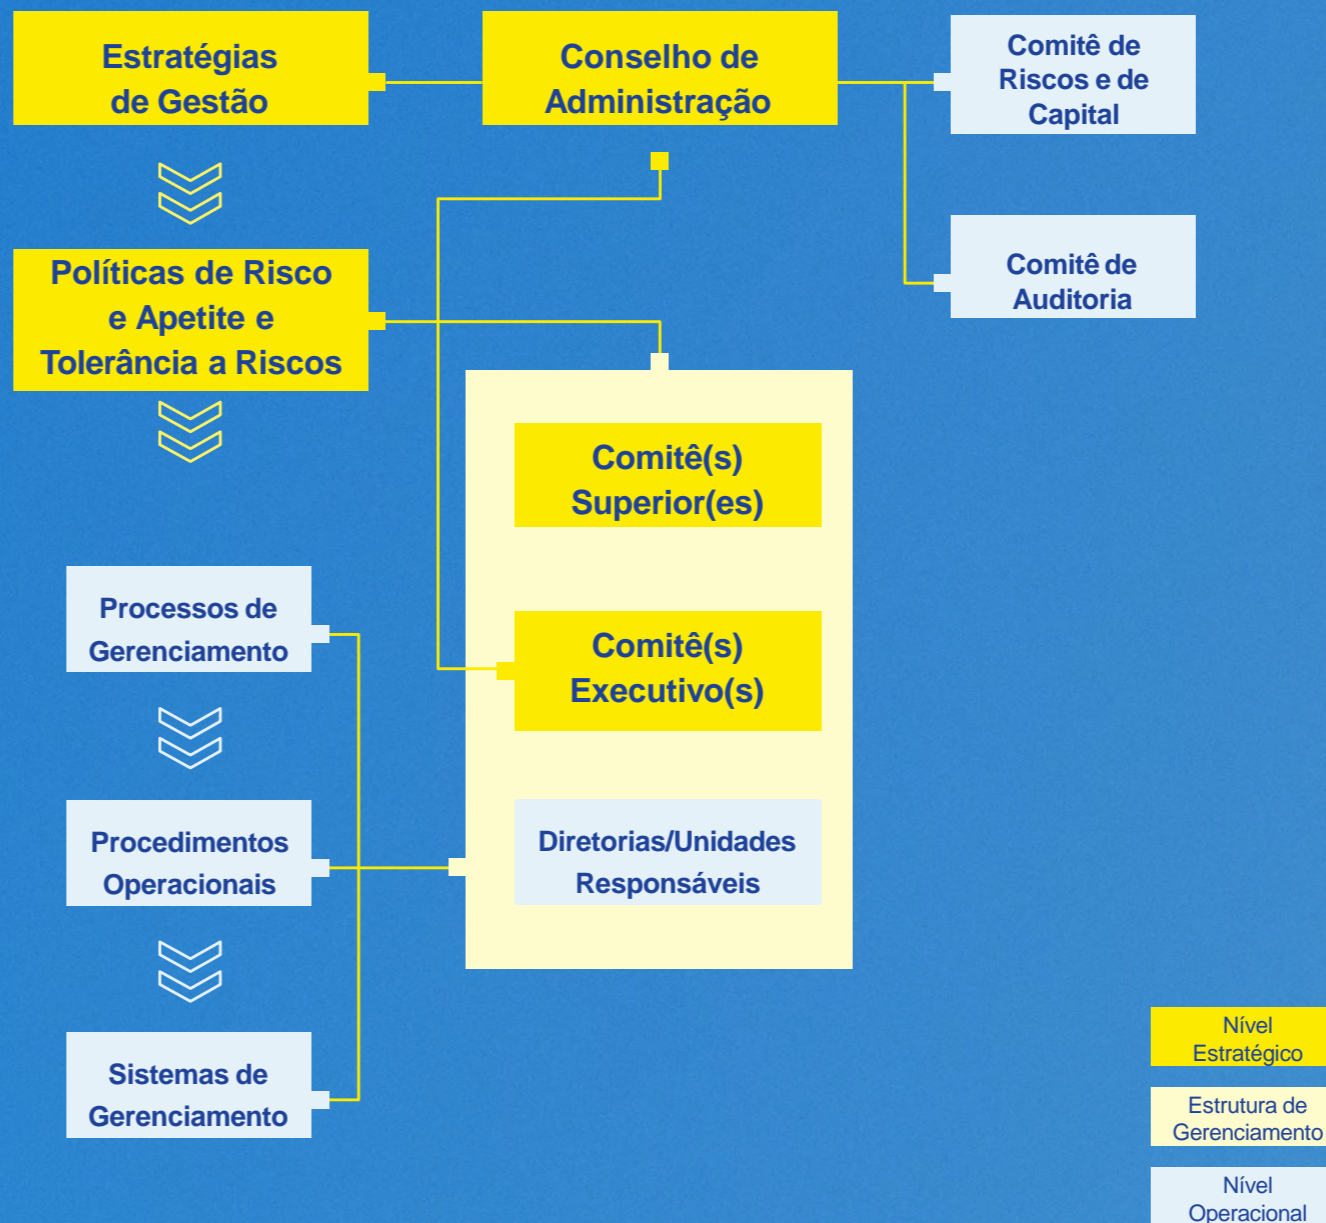 Estratégias
de Gestão
Conselho de
Administração
Comitê de
Riscos e de
Capital
Políticas de Risco
e Apetite e
Tolerância a Riscos
Comitê de
Auditoria
Comitê(s)
Superior(es)
Processos de
Gerenciamento
Comitê(s)
Executivo(s)
Procedimentos
Operacionais
Diretorias/Unidades
Responsáveis
Sistemas de
Gerenciamento
Nível
Estratégico
Estrutura de
Gerenciamento
Nível
Operacional